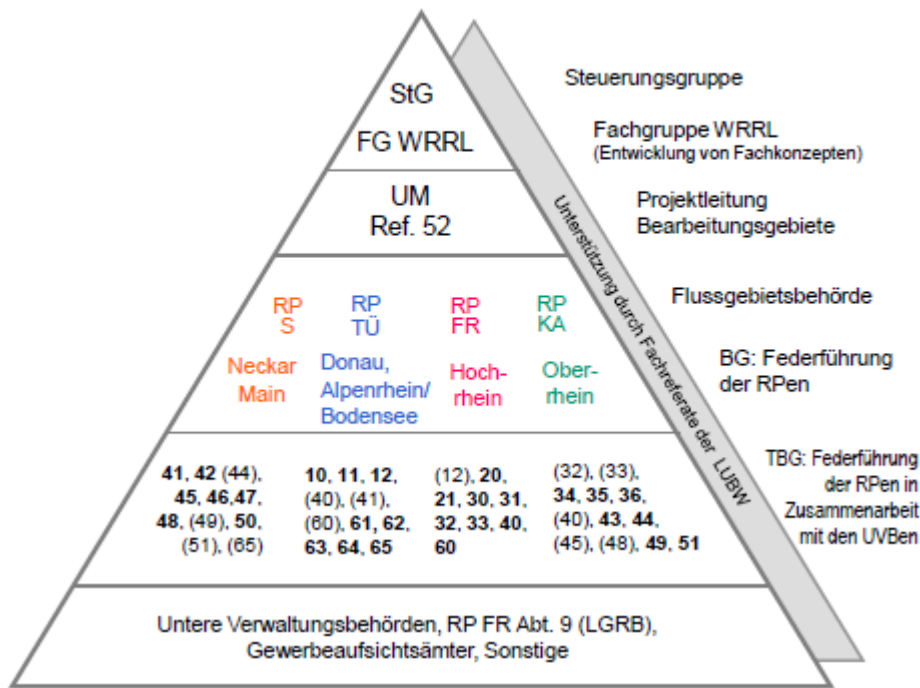 StG
FG WRRL
UM
Ref. 52
RP
S
RP
TÜ
RP
FR
RP
KA
Neckar
Main
Donau,
Alpenrhein/
Bodensee
Hoch-
rhein
Ober-
rhein
41, 42 (44),
45, 46,47,
48, (49), 50,
(51), (65)
10, 11, 12,
(40), (41),
(60), 61, 62,
63, 64, 65
(12), 20,
21, 30, 31,
32, 33, 40,
60
(32), (33),
34, 35, 36,
(40), 43, 44,
(45), (48), 49, 51
Untere Verwaltungsbehörden, RP FR Abt. 9 (LGRB),
Gewerbeaufsichtsämter, Sonstige
Unterstützung durch Fachreferate der LUBW
Steuerungsgruppe
Fachgruppe WRRL
(Entwicklung von Fachkonzepten)
Projektleitung
Bearbeitungsgebiete
Flussgebietsbehörde
BG: Federführung
der RPen
TBG: Federführung
der RPen in
Zusammenarbeit
mit den UVBen